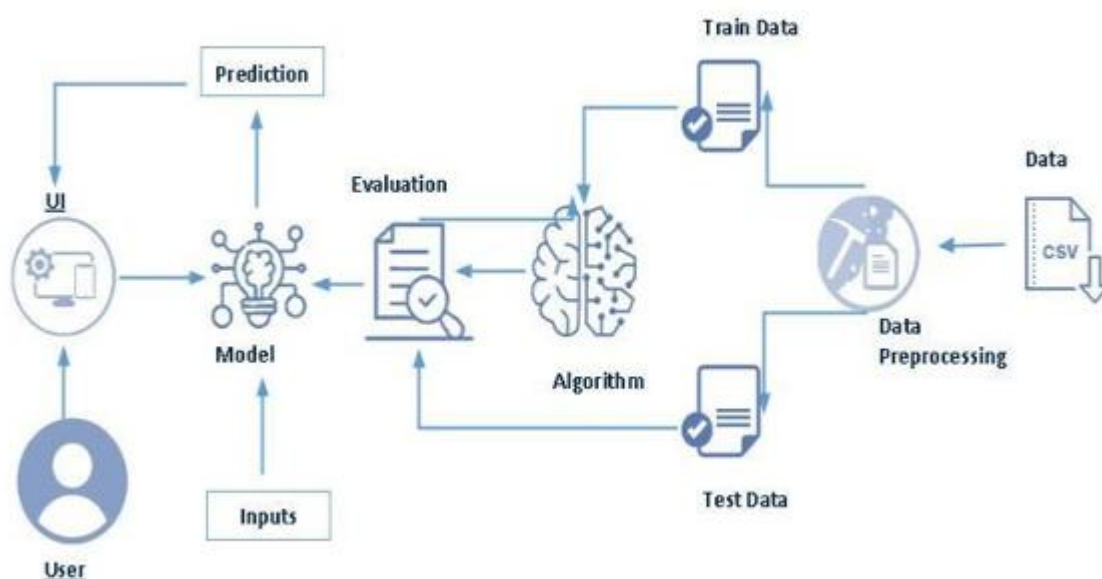 Train Data
Prediction
Data
Evaluation
UI
CSV
Model
Algorithm
Data
Preprocessing
Inputs
Test Data
User